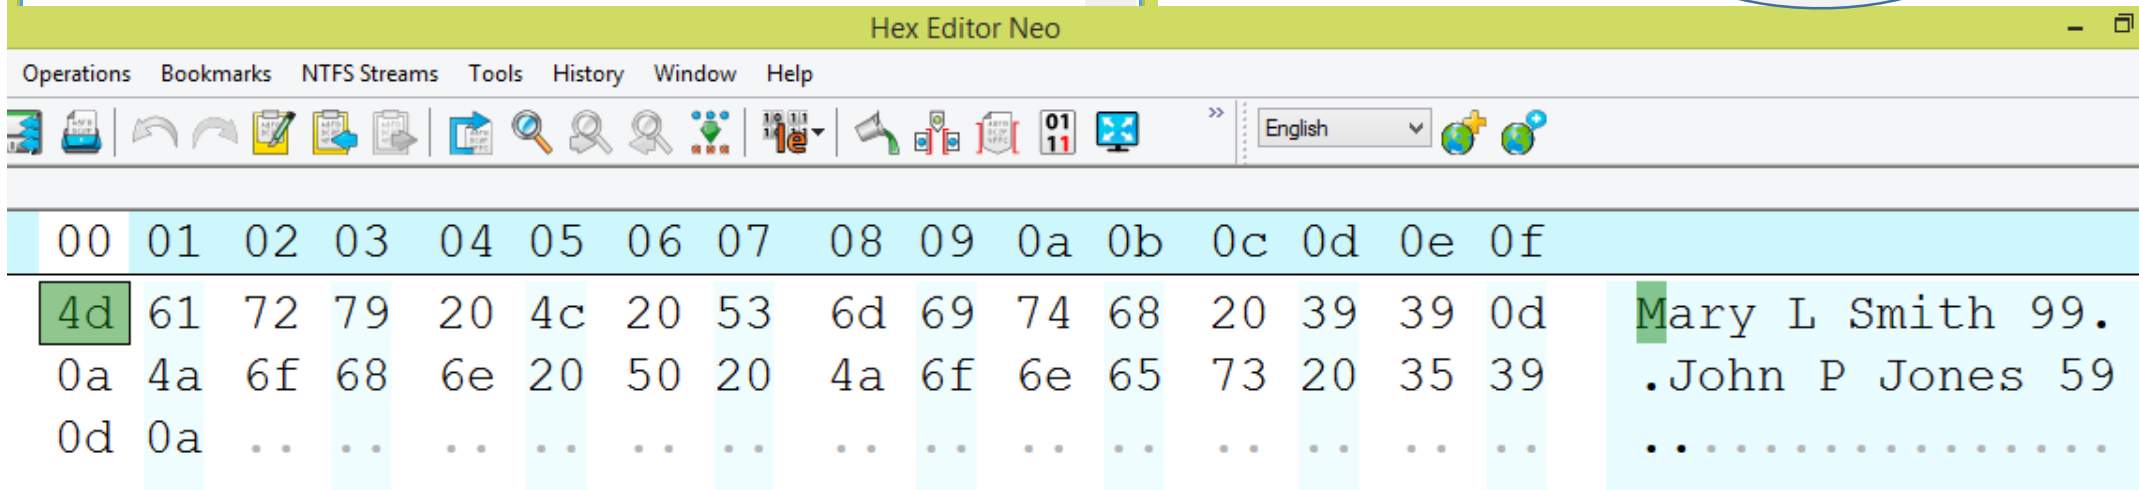 Hex Editor Neo
Operations Bookmarks NTFS Streams Tools History Window Help
01 11 » English
00 01 02 03 04 05 06 07 08 09 0a 0b 0c 0d 0e 0f
4d 61 72 79 20 4c 20 53 6d 69 74 68 20 39 39 0d Mary L Smith 99.
0a 4a 6f 68 6e 20 50 20 4a 6f 6e 65 73 20 35 39 .John P Jones 59
0d 0a .. .. .. .. .. .. .. .. .. .. .. .. .. .. ................